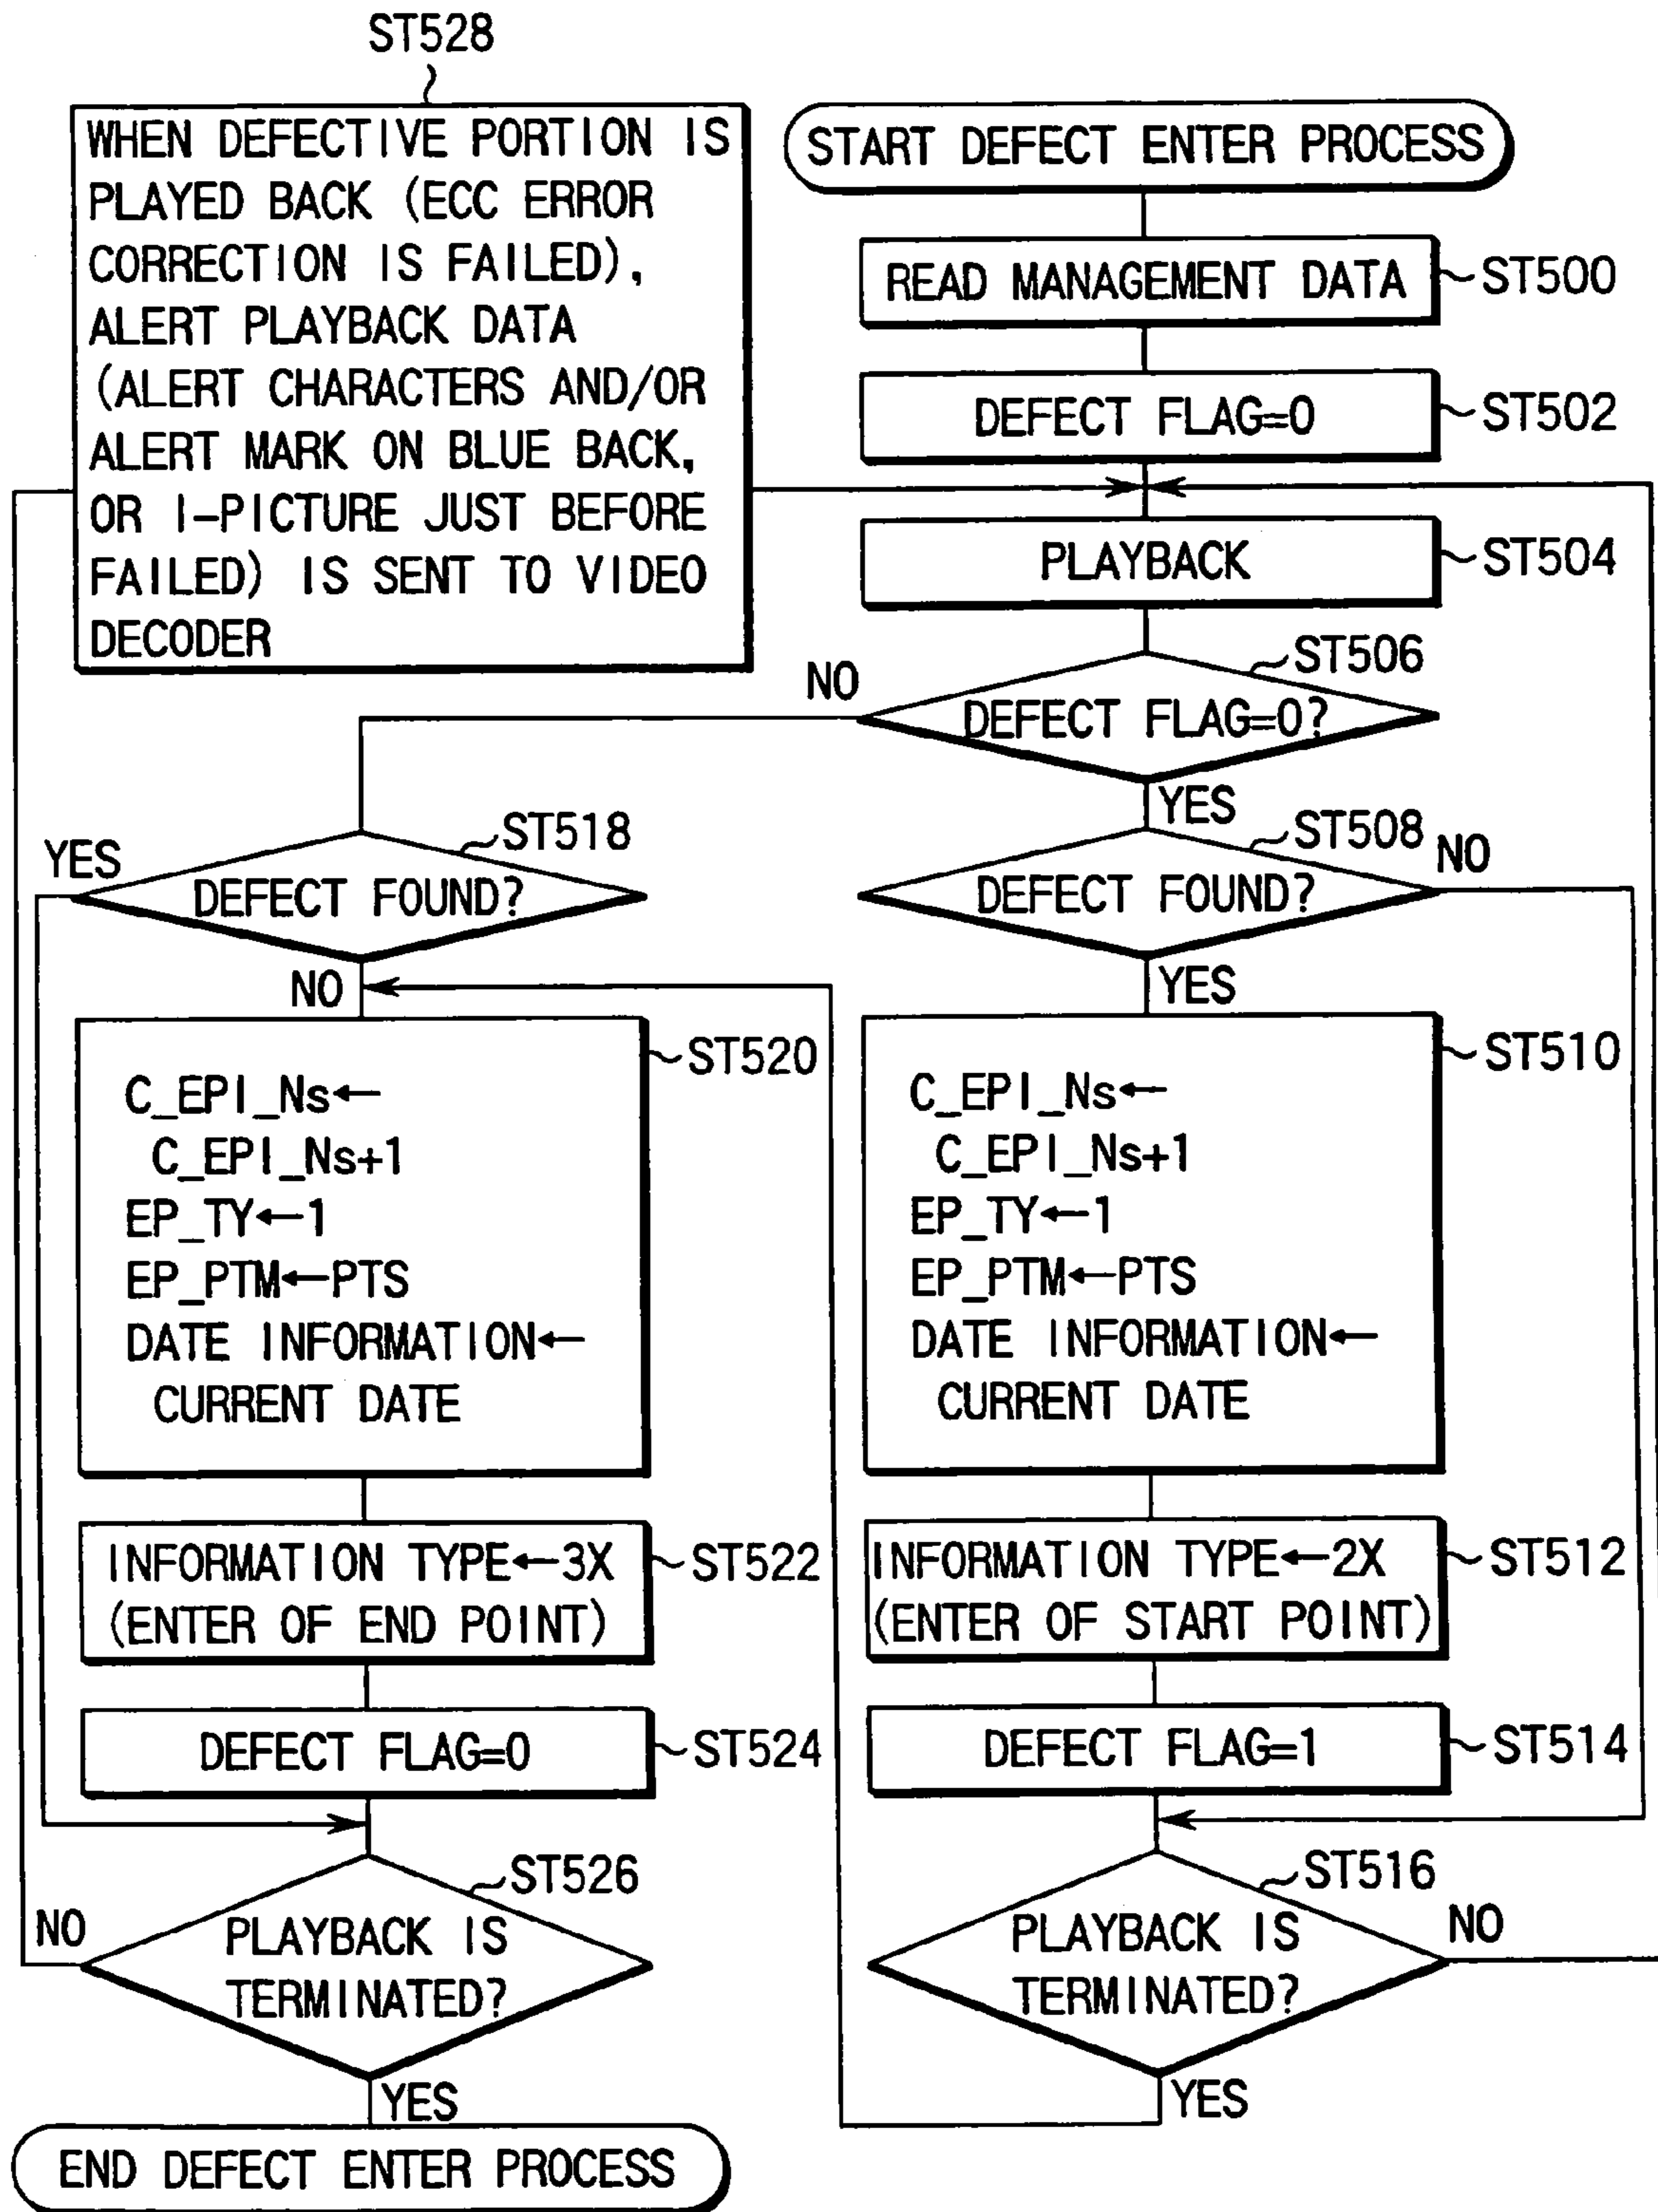 ST528
WHEN DEFECTIVE PORTION IS
PLAYED BACK (ECC ERROR
CORRECTION IS FAILED),
ALERT PLAYBACK DATA
(ALERT CHARACTERS AND/OR
ALERT MARK ON BLUE BACK,
OR I-PICTURE JUST BEFORE
FAILED) IS SENT TO VIDEO
DECODER
START DEFECT ENTER PROCESS
READ MANAGEMENT DATA
ST500
DEFECT FLAG=0
ST502
PLAYBACK
ST504
ST506
NO
DEFECT FLAG=0?
YES
ST518
YES
DEFECT FOUND?
NO
ST508
NO
DEFECT FOUND?
YES
ST520
C_EPI_Ns←
C_EPI_Ns+1
EP_TY←1
EP_PTM←PTS
DATE INFORMATION←
CURRENT DATE
ST510
C_EPI_Ns←
C_EPI_Ns+1
EP_TY←1
EP_PTM←PTS
DATE INFORMATION←
CURRENT DATE
INFORMATION TYPE←3X
(ENTER OF END POINT)
ST522
INFORMATION TYPE←2X
(ENTER OF START POINT)
ST512
DEFECT FLAG=0
ST524
DEFECT FLAG=1
ST514
ST526
NO
PLAYBACK IS
TERMINATED?
YES
ST516
NO
PLAYBACK IS
TERMINATED?
YES
END DEFECT ENTER PROCESS